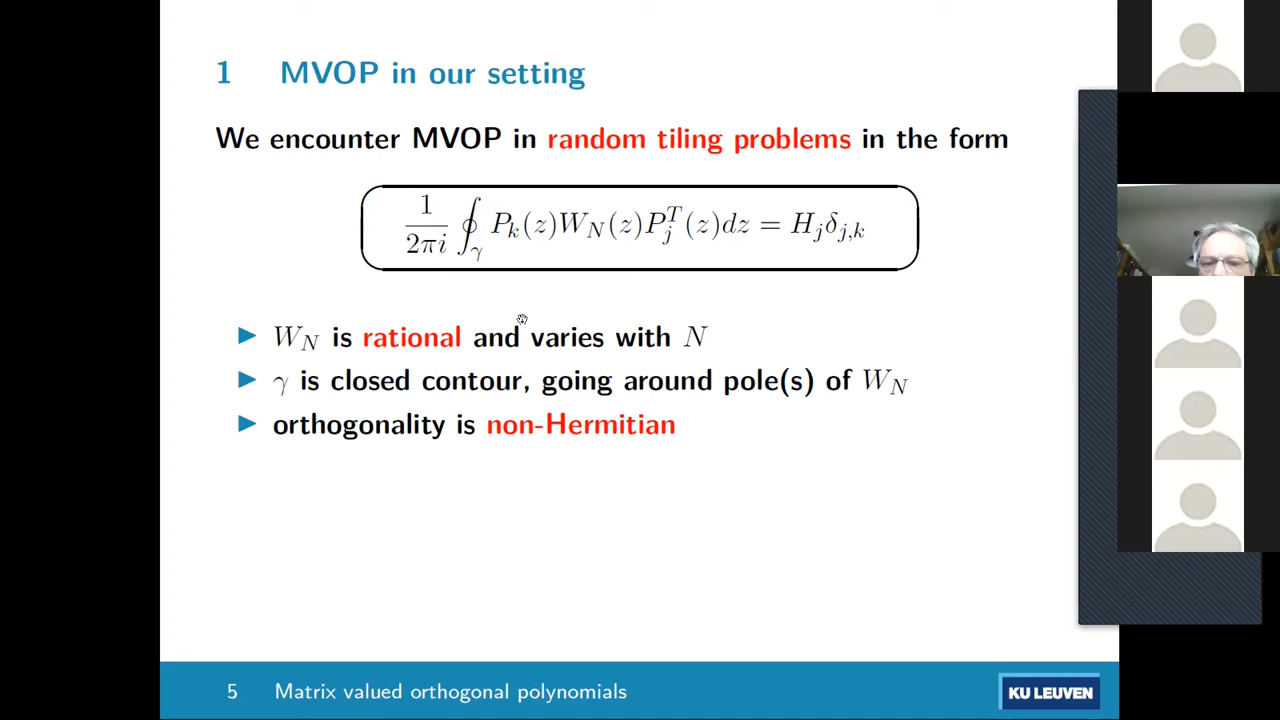 1 MVOP in our setting
We encounter MVOP in random tiling problems in the form
$\frac{1}{2\pi i} \oint_{\gamma} P_k(z) W_N(z) P_j^T(z) dz = H_j \delta_{j,k}$
▶ $W_N$ is rational and varies with $N$
▶ $\gamma$ is closed contour, going around pole(s) of $W_N$
▶ orthogonality is non-Hermitian
5 Matrix valued orthogonal polynomials
KU LEUVEN